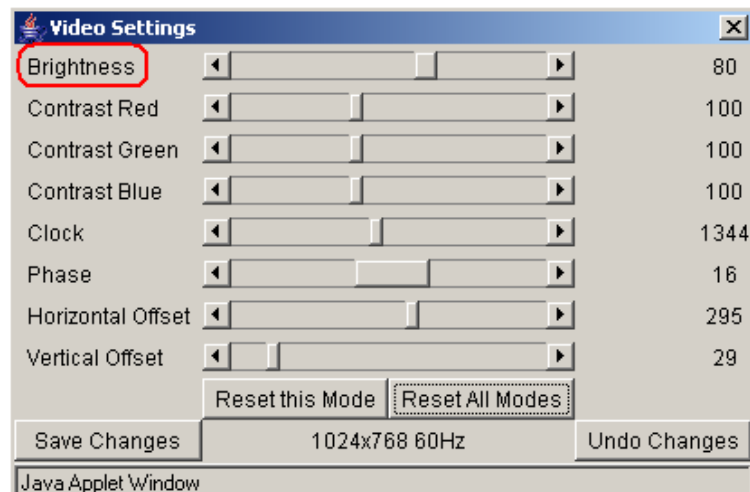 Video Settings
Brightness 80
Contrast Red 100
Contrast Green 100
Contrast Blue 100
Clock 1344
Phase 16
Horizontal Offset 295
Vertical Offset 29
Reset this Mode Reset All Modes
Save Changes 1024x768 60Hz Undo Changes
Java Applet Window